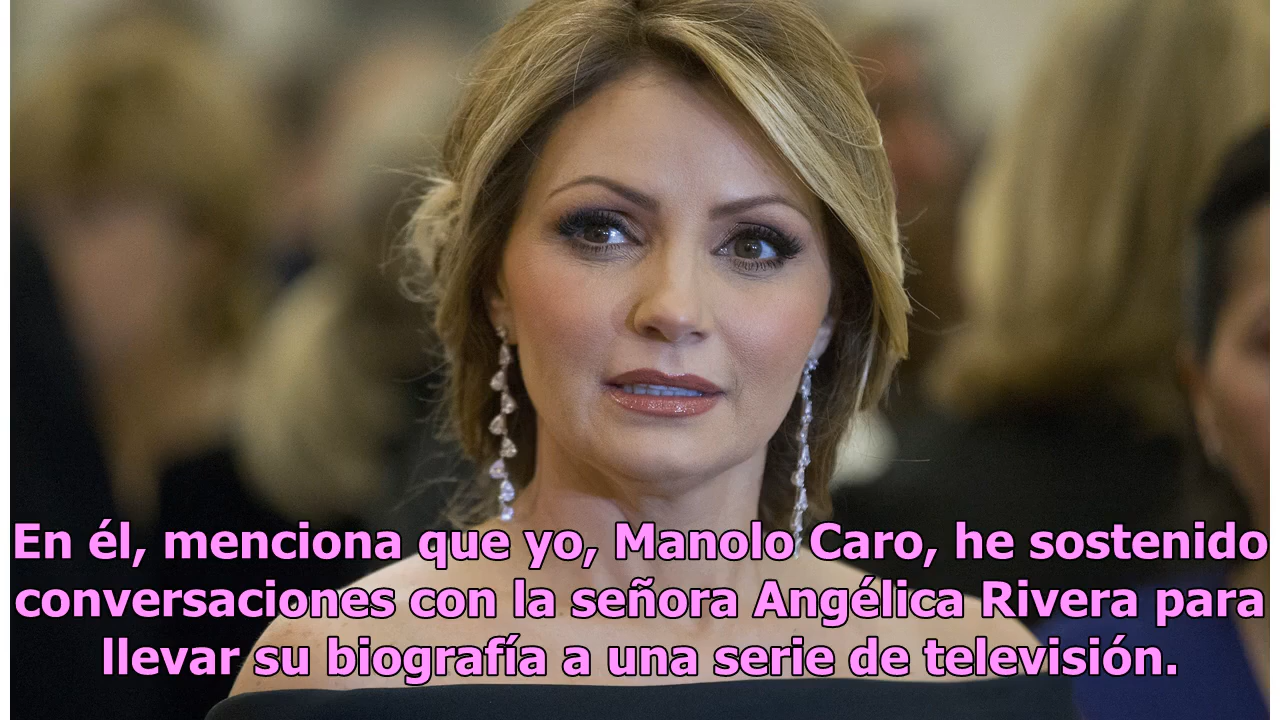 En él, menciona que yo, Manolo Caro, he sostenido
conversaciones con la señora Angélica Rivera para
llevar su biografía a una serie de televisión.